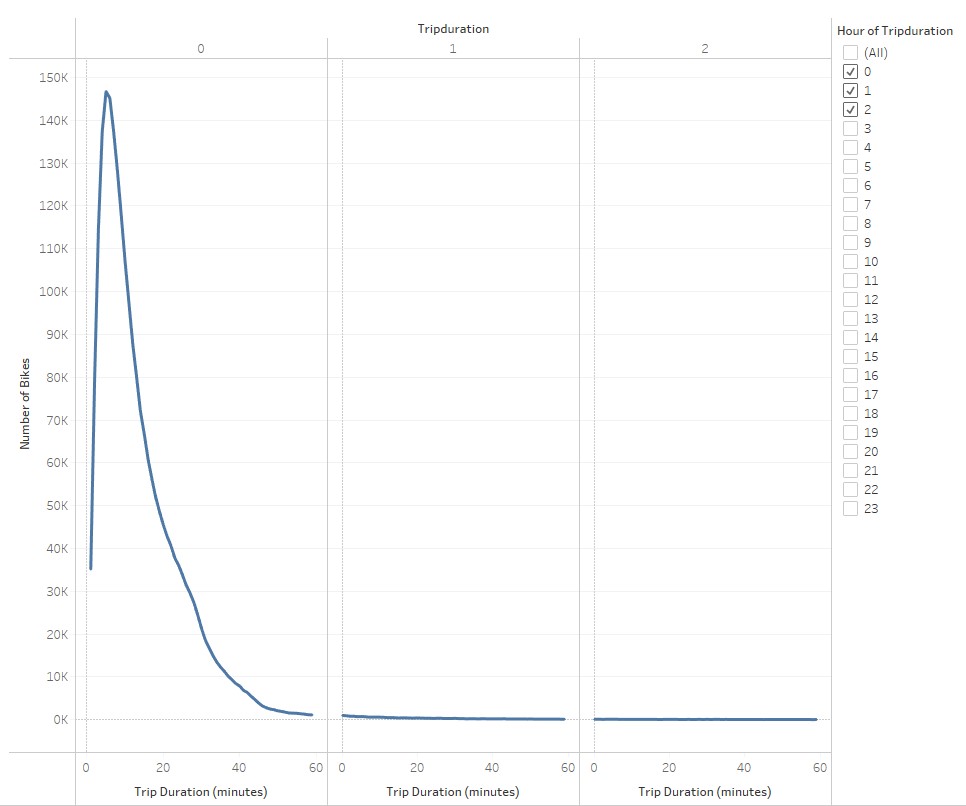 Tripduration
0 1 2
150K
140K
130K
120K
110K
100K
90K
80K
70K
60K
50K
40K
30K
20K
10K
0K
Number of Bikes
0 20 40 60 0 20 40 60 0 20 40 60
Trip Duration (minutes) Trip Duration (minutes) Trip Duration (minutes)
Hour of Tripduration
(All)
0
1
2
3
4
5
6
7
8
9
10
11
12
13
14
15
16
17
18
19
20
21
22
23